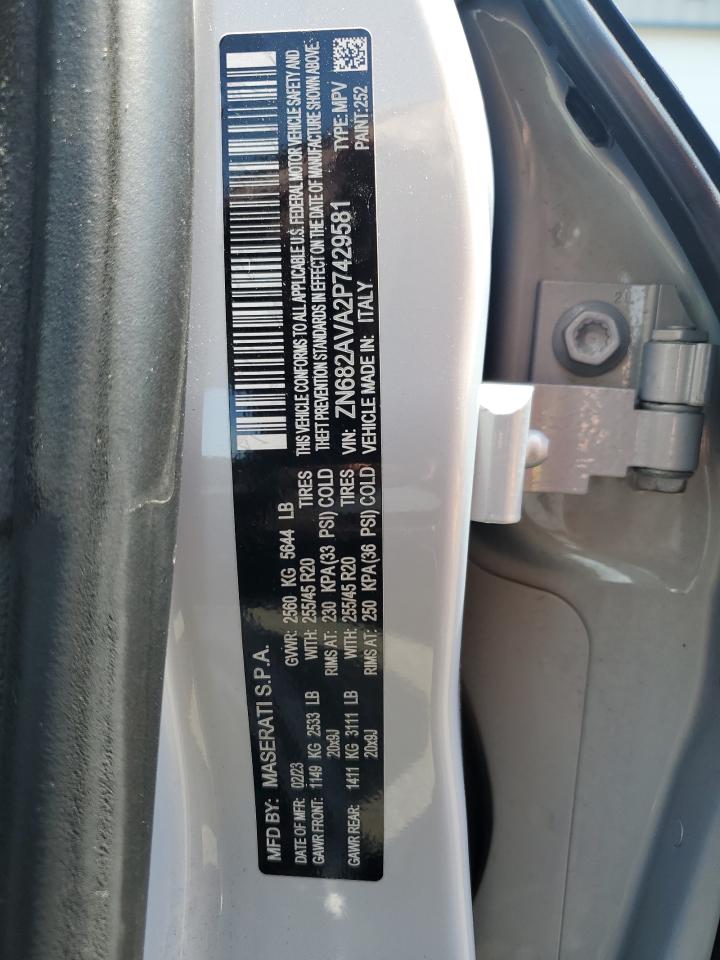 MFD BY: MASERATI S.P.A.
DATE OF MFR: 02/23 GVWR: 2560 KG 5644 LB
GAWR FRONT: 1149 KG 2533 LB WITH: 255/45 R20 TIRES
20x9J RIMS AT: 230 KPA (33 PSI) COLD
GAWR REAR: 1411 KG 3111 LB WITH: 255/45 R20 TIRES
20x9J RIMS AT: 250 KPA (36 PSI) COLD
THIS VEHICLE CONFORMS TO ALL APPLICABLE U.S. FEDERAL MOTOR VEHICLE SAFETY AND
THEFT PREVENTION STANDARDS IN EFFECT ON THE DATE OF MANUFACTURE SHOWN ABOVE.
VIN: ZN682AVA2P7429581 TYPE: MPV
VEHICLE MADE IN: ITALY PAINT: 252